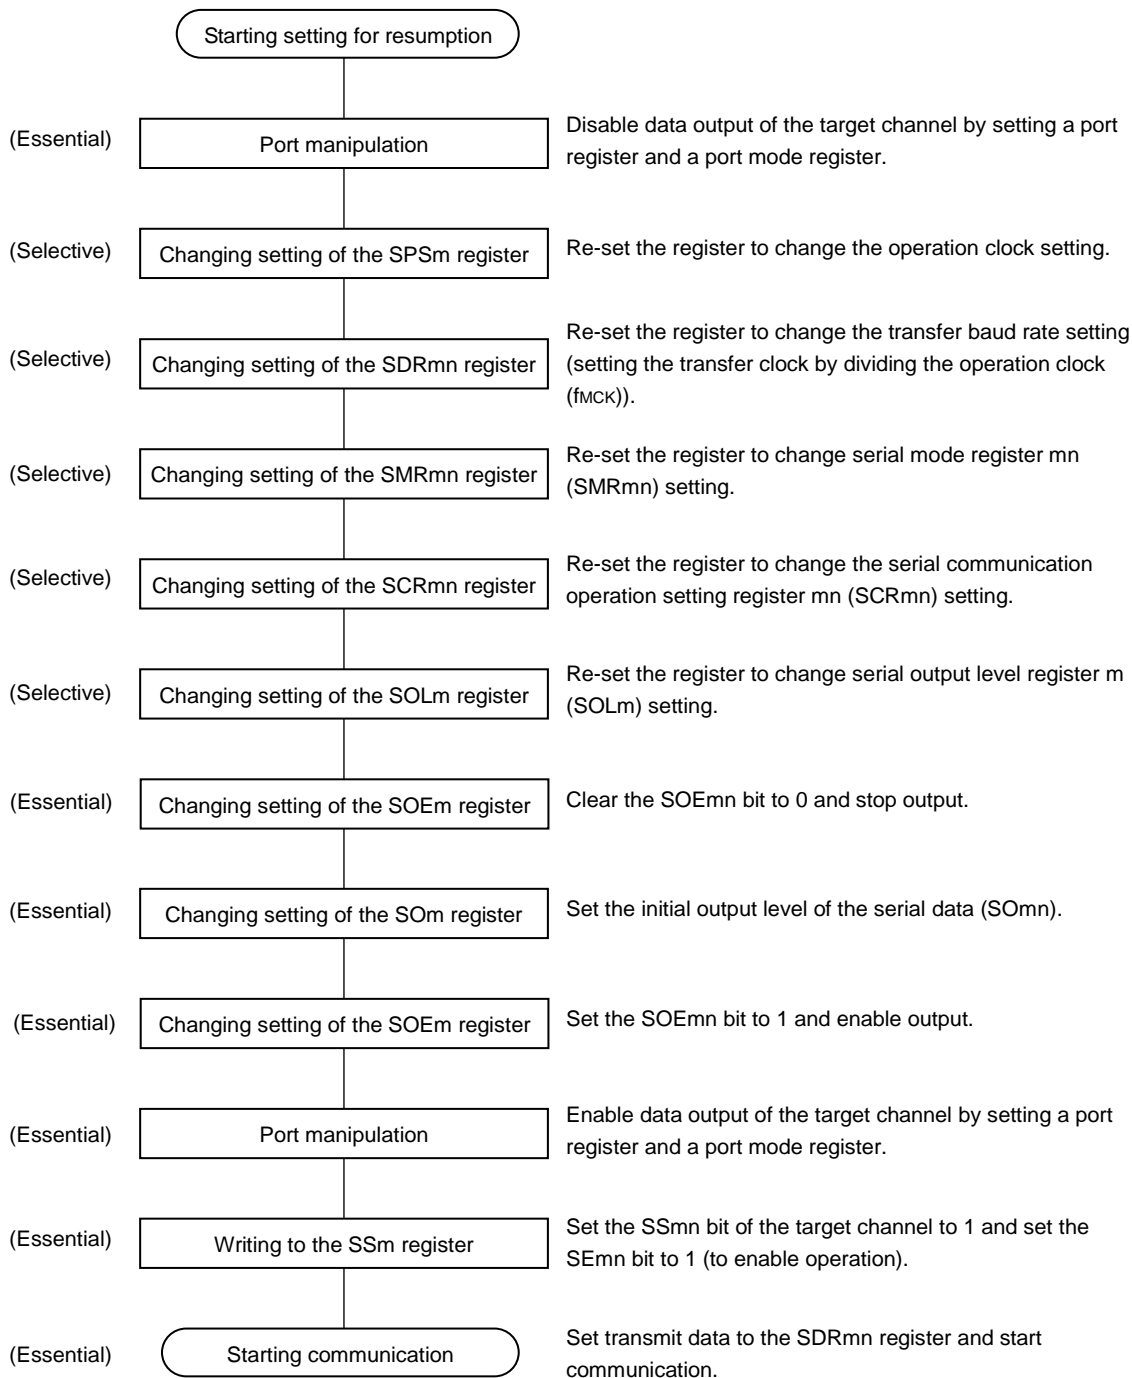 Starting setting for resumption
(Essential)
Port manipulation
Disable data output of the target channel by setting a port
register and a port mode register.
(Selective)
Changing setting of the SPSm register
Re-set the register to change the operation clock setting.
(Selective)
Changing setting of the SDRmn register
Re-set the register to change the transfer baud rate setting
(setting the transfer clock by dividing the operation clock
(fMCK)).
(Selective)
Changing setting of the SMRmn register
Re-set the register to change serial mode register mn
(SMRmn) setting.
(Selective)
Changing setting of the SCRmn register
Re-set the register to change the serial communication
operation setting register mn (SCRmn) setting.
(Selective)
Changing setting of the SOLm register
Re-set the register to change serial output level register m
(SOLm) setting.
(Essential)
Changing setting of the SOEm register
Clear the SOEmn bit to 0 and stop output.
(Essential)
Changing setting of the SOm register
Set the initial output level of the serial data (SOmn).
(Essential)
Changing setting of the SOEm register
Set the SOEmn bit to 1 and enable output.
(Essential)
Port manipulation
Enable data output of the target channel by setting a port
register and a port mode register.
(Essential)
Writing to the SSm register
Set the SSmn bit of the target channel to 1 and set the
SEmn bit to 1 (to enable operation).
(Essential)
Starting communication
Set transmit data to the SDRmn register and start
communication.